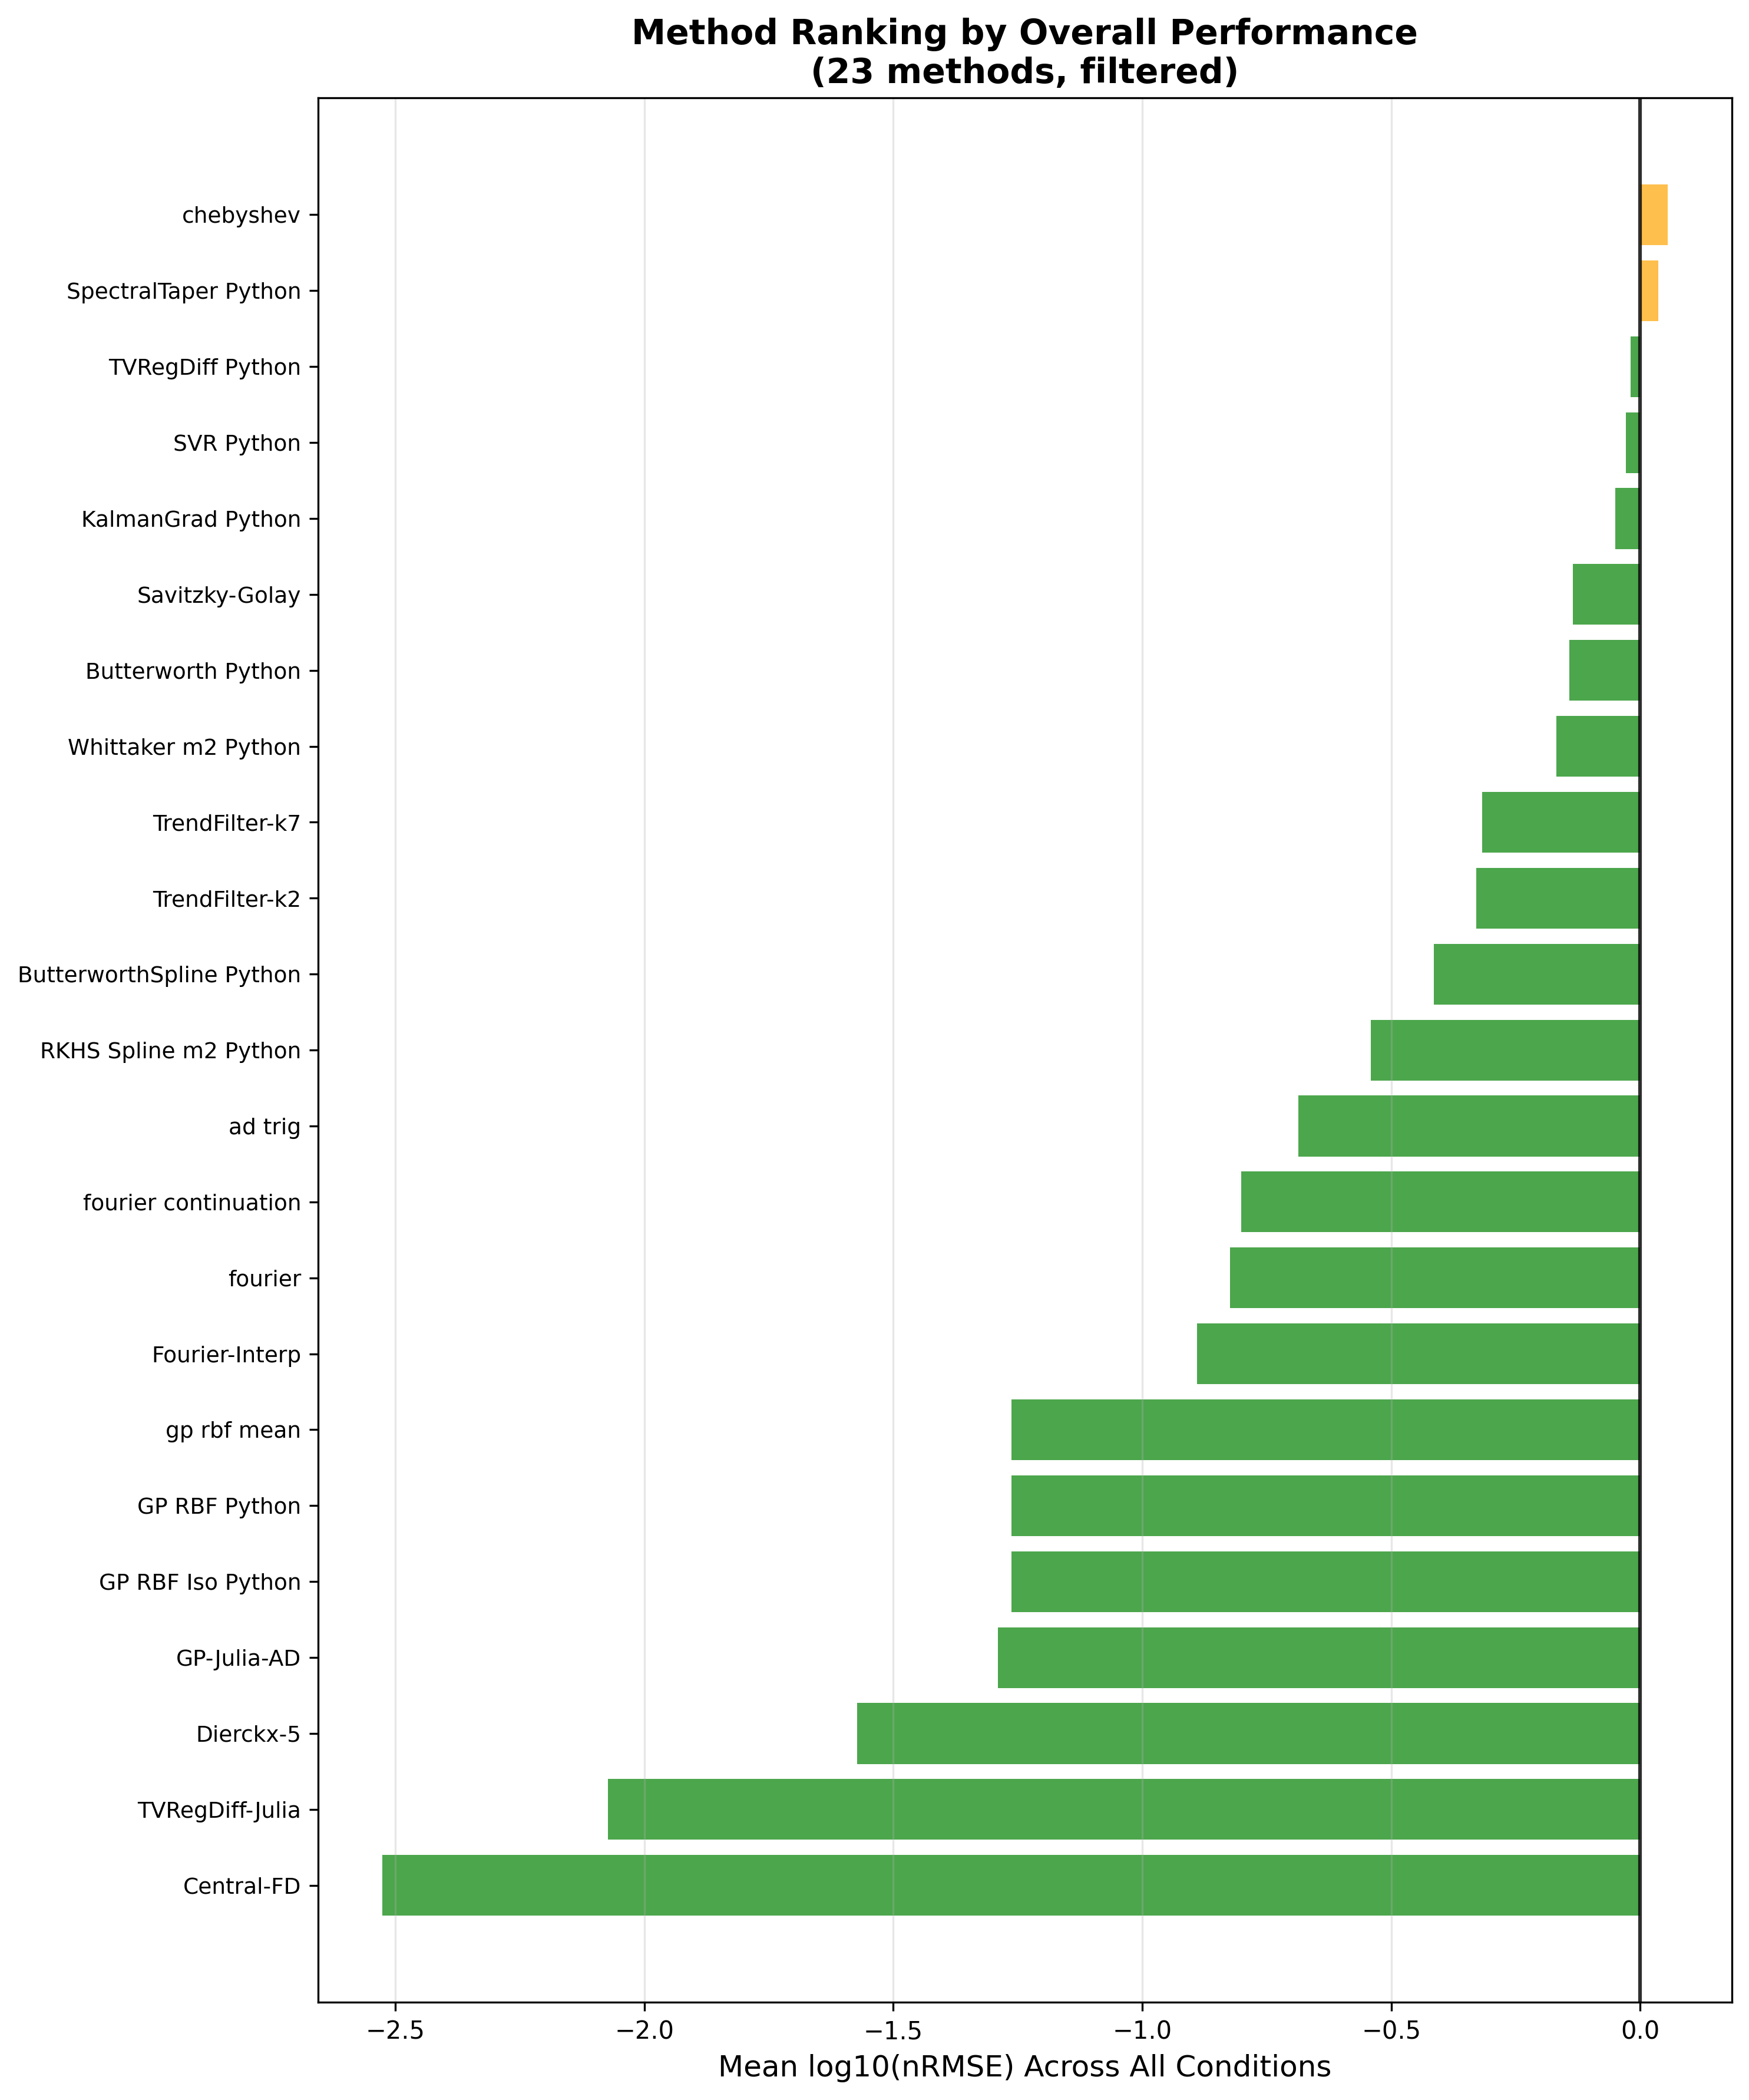 Method Ranking by Overall Performance
(23 methods, filtered)
chebyshev
SpectralTaper Python
TVRegDiff Python
SVR Python
KalmanGrad Python
Savitzky-Golay
Butterworth Python
Whittaker m2 Python
TrendFilter-k7
TrendFilter-k2
ButterworthSpline Python
RKHS Spline m2 Python
ad trig
fourier continuation
fourier
Fourier-Interp
gp rbf mean
GP RBF Python
GP RBF Iso Python
GP-Julia-AD
Dierckx-5
TVRegDiff-Julia
Central-FD
−2.5 −2.0 −1.5 −1.0 −0.5 0.0
Mean log10(nRMSE) Across All Conditions